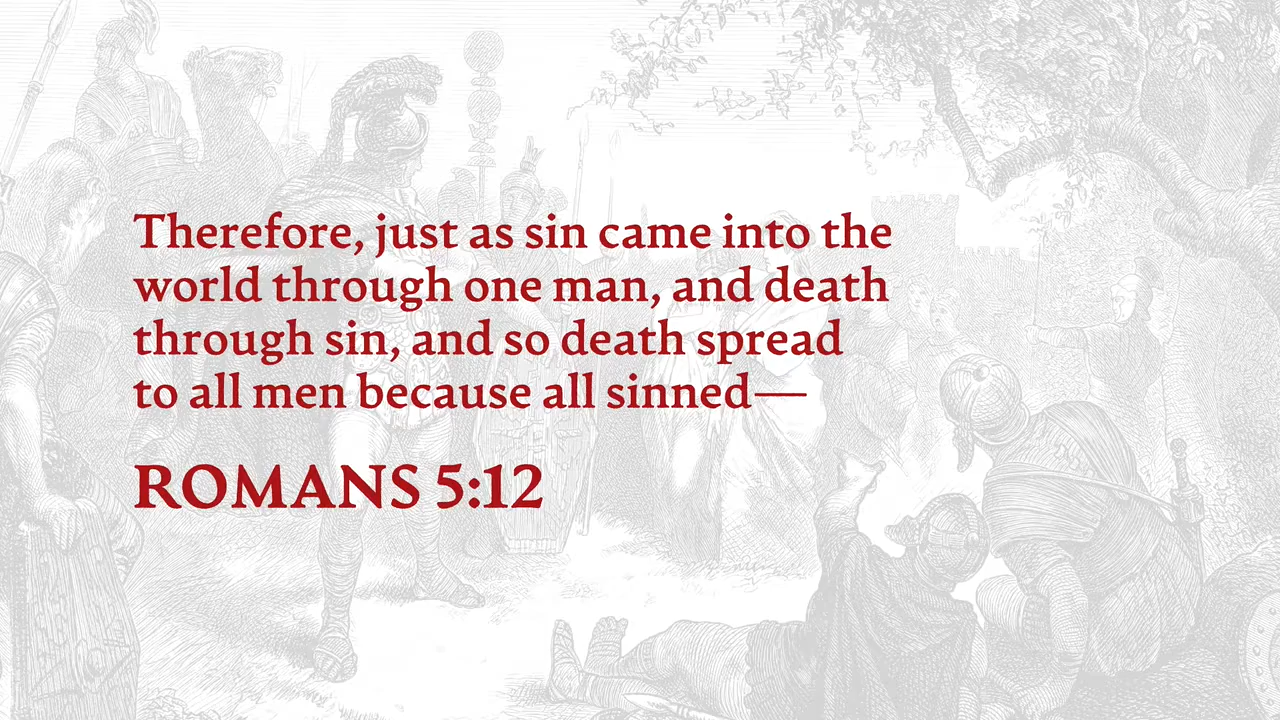 Therefore, just as sin came into the
world through one man, and death
through sin, and so death spread
to all men because all sinned—
ROMANS 5:12